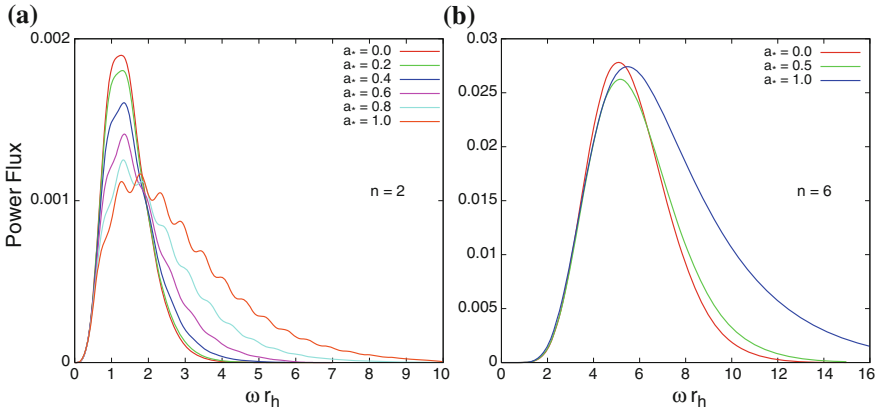 (a)
0.002
0.001
0
Power Flux
a* = 0.0
a* = 0.2
a* = 0.4
a* = 0.6
a* = 0.8
a* = 1.0
n = 2
0 1 2 3 4 5 6 7 8 9 10
ω rh
(b)
0.03
0.025
0.02
0.015
0.01
0.005
0
a* = 0.0
a* = 0.5
a* = 1.0
n = 6
0 2 4 6 8 10 12 14 16
ω rh